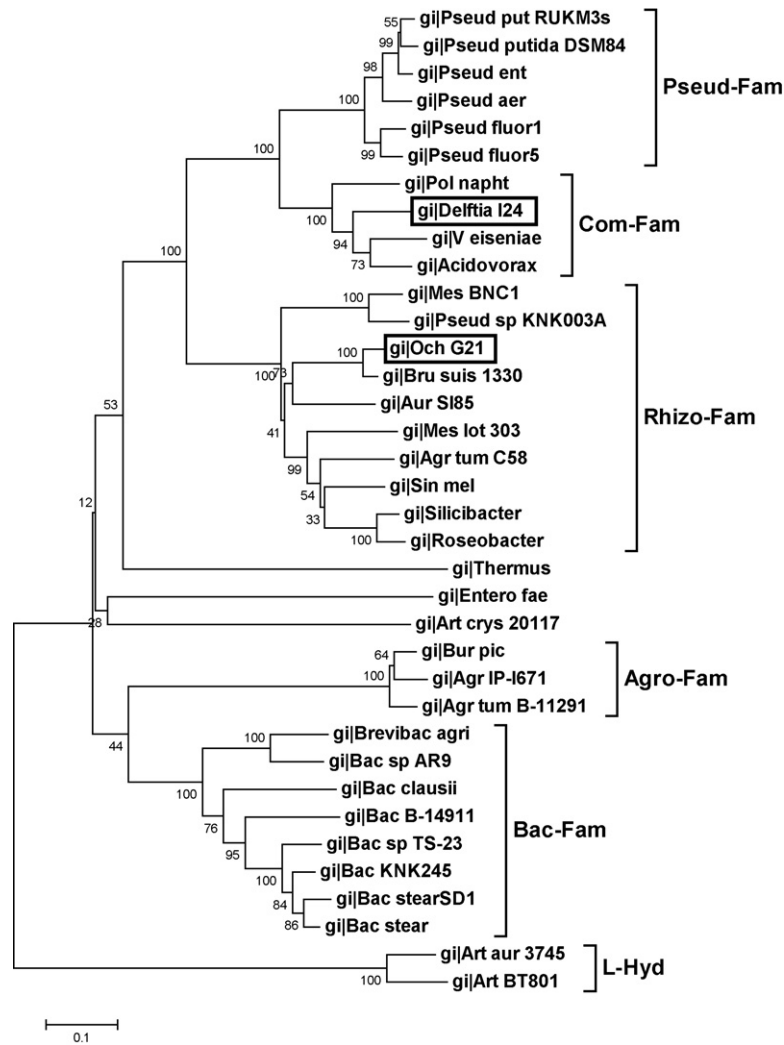 55
gi|Pseud put RUKM3s
99
gi|Pseud putida DSM84
98
gi|Pseud ent
100
gi|Pseud aer
gi|Pseud fluor1
99
gi|Pseud fluor5
Pseud-Fam
100
gi|Pol napht
100
gi|Delftia I24
94
gi|V eiseniae
73
gi|Acidovorax
Com-Fam
100
100
gi|Mes BNC1
gi|Pseud sp KNK003A
100
gi|Och G21
100
73
gi|Bru suis 1330
gi|Aur SI85
41
gi|Mes lot 303
99
gi|Agr tum C58
54
gi|Sin mel
33
gi|Silicibacter
100
gi|Roseobacter
Rhizo-Fam
53
gi|Thermus
12
gi|Entero fae
28
gi|Art crys 20117
64
gi|Bur pic
100
gi|Agr IP-I671
gi|Agr tum B-11291
Agro-Fam
44
100
gi|Brevibac agri
gi|Bac sp AR9
100
gi|Bac clausii
76
gi|Bac B-14911
95
gi|Bac sp TS-23
100
gi|Bac KNK245
84
gi|Bac stearSD1
86
gi|Bac stear
Bac-Fam
gi|Art aur 3745
100
gi|Art BT801
L-Hyd
0.1